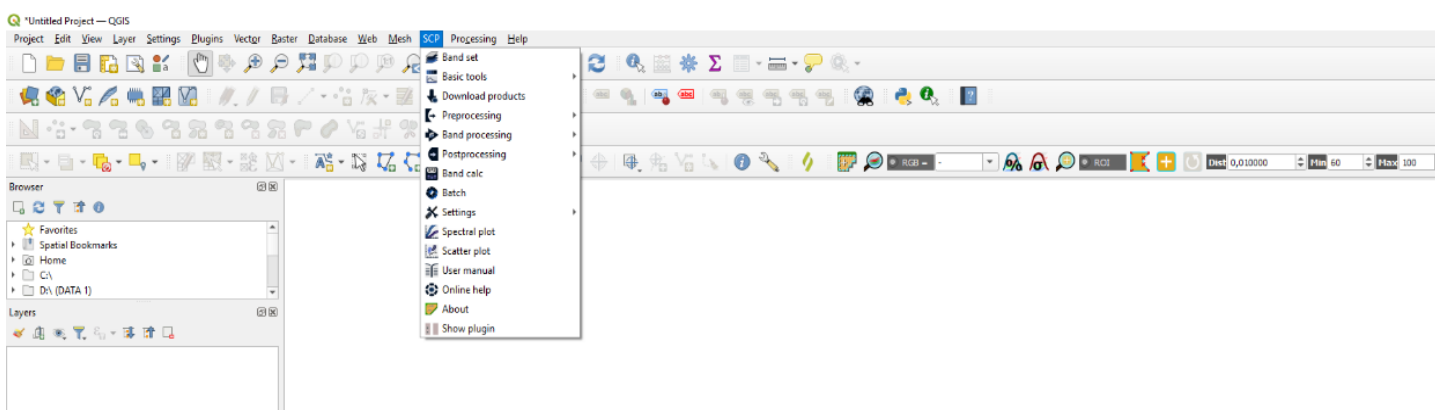 *Untitled Project — QGIS
Project Edit View Layer Settings Plugins Vector Raster Database Web Mesh SCP Processing Help
Band set
Basic tools
Download products
Preprocessing
Band processing
Postprocessing
Band calc
Batch
Settings
Spectral plot
Scatter plot
User manual
Online help
About
Show plugin
RGB = - ROI Dist 0,010000 Min 60 Max 100
Browser
Favorites
Spatial Bookmarks
Home
C:\
D:\ (DATA 1)
Layers